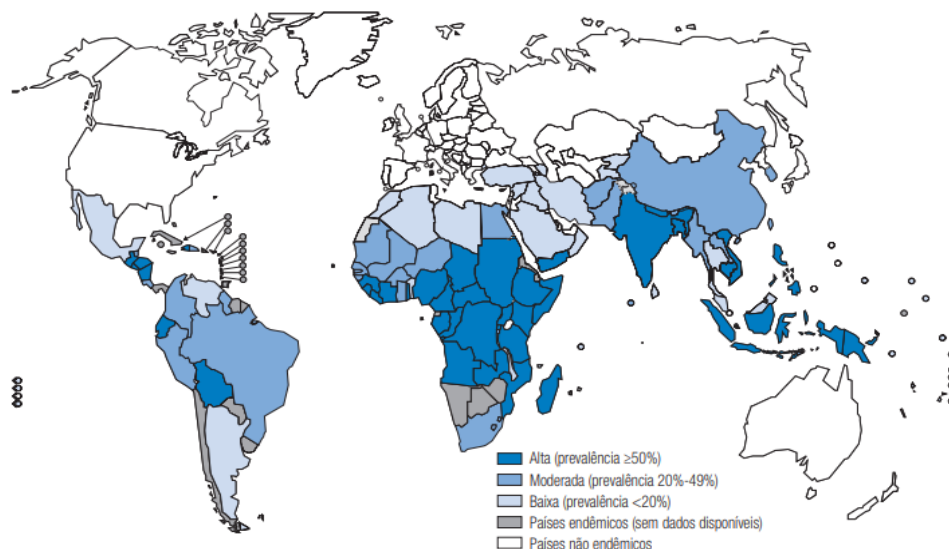 Alta (prevalência ≥50%)
Moderada (prevalência 20%-49%)
Baixa (prevalência <20%)
Países endêmicos (sem dados disponíveis)
Países não endêmicos